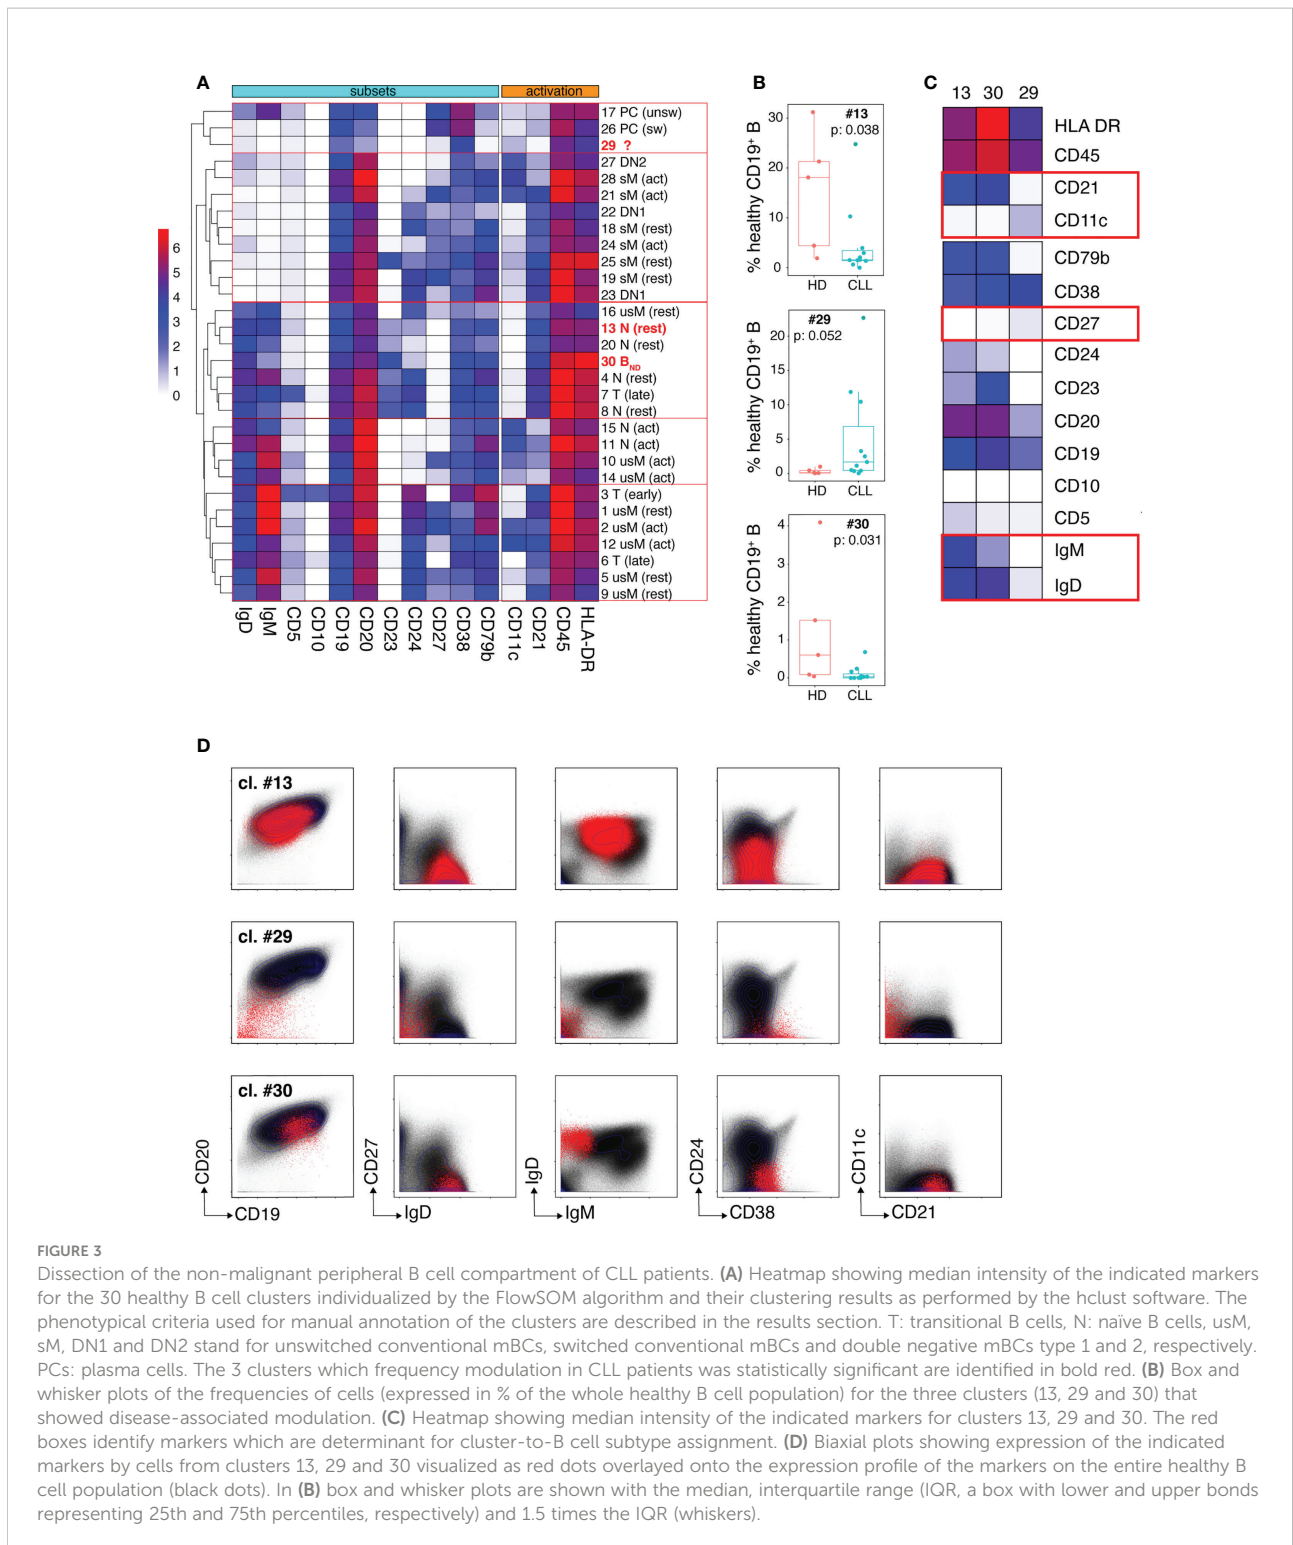 A
subsets
activation
17 PC (unsw)
26 PC (sw)
29 ?
27 DN2
28 sM (act)
21 sM (act)
22 DN1
18 sM (rest)
24 sM (act)
25 sM (rest)
19 sM (rest)
23 DN1
16 usM (rest)
13 N (rest)
20 N (rest)
30 BND
4 N (rest)
7 T (late)
8 N (rest)
15 N (act)
11 N (act)
10 usM (act)
14 usM (act)
3 T (early)
1 usM (rest)
2 usM (act)
12 usM (act)
6 T (late)
5 usM (rest)
9 usM (rest)
6
5
4
3
2
1
0
IgD
IgM
CD5
CD10
CD19
CD20
CD23
CD24
CD27
CD38
CD79b
CD11c
CD21
CD45
HLA-DR
B
% healthy CD19+ B
#13
p: 0.038
30
20
10
0
HD
CLL
% healthy CD19+ B
#29
p: 0.052
20
15
10
5
0
HD
CLL
% healthy CD19+ B
#30
p: 0.031
4
3
2
1
0
HD
CLL
C
13 30 29
HLA DR
CD45
CD21
CD11c
CD79b
CD38
CD27
CD24
CD23
CD20
CD19
CD10
CD5
IgM
IgD
D
cl. #13
cl. #29
cl. #30
CD20
CD19
CD27
IgD
IgD
IgM
CD24
CD38
CD11c
CD21
FIGURE 3
Dissection of the non-malignant peripheral B cell compartment of CLL patients. (A) Heatmap showing median intensity of the indicated markers
for the 30 healthy B cell clusters individualized by the FlowSOM algorithm and their clustering results as performed by the hclust software. The
phenotypical criteria used for manual annotation of the clusters are described in the results section. T: transitional B cells, N: naïve B cells, usM,
sM, DN1 and DN2 stand for unswitched conventional mBCs, switched conventional mBCs and double negative mBCs type 1 and 2, respectively.
PCs: plasma cells. The 3 clusters which frequency modulation in CLL patients was statistically significant are identified in bold red. (B) Box and
whisker plots of the frequencies of cells (expressed in % of the whole healthy B cell population) for the three clusters (13, 29 and 30) that
showed disease-associated modulation. (C) Heatmap showing median intensity of the indicated markers for clusters 13, 29 and 30. The red
boxes identify markers which are determinant for cluster-to-B cell subtype assignment. (D) Biaxial plots showing expression of the indicated
markers by cells from clusters 13, 29 and 30 visualized as red dots overlayed onto the expression profile of the markers on the entire healthy B
cell population (black dots). In (B) box and whisker plots are shown with the median, interquartile range (IQR, a box with lower and upper bonds
representing 25th and 75th percentiles, respectively) and 1.5 times the IQR (whiskers).